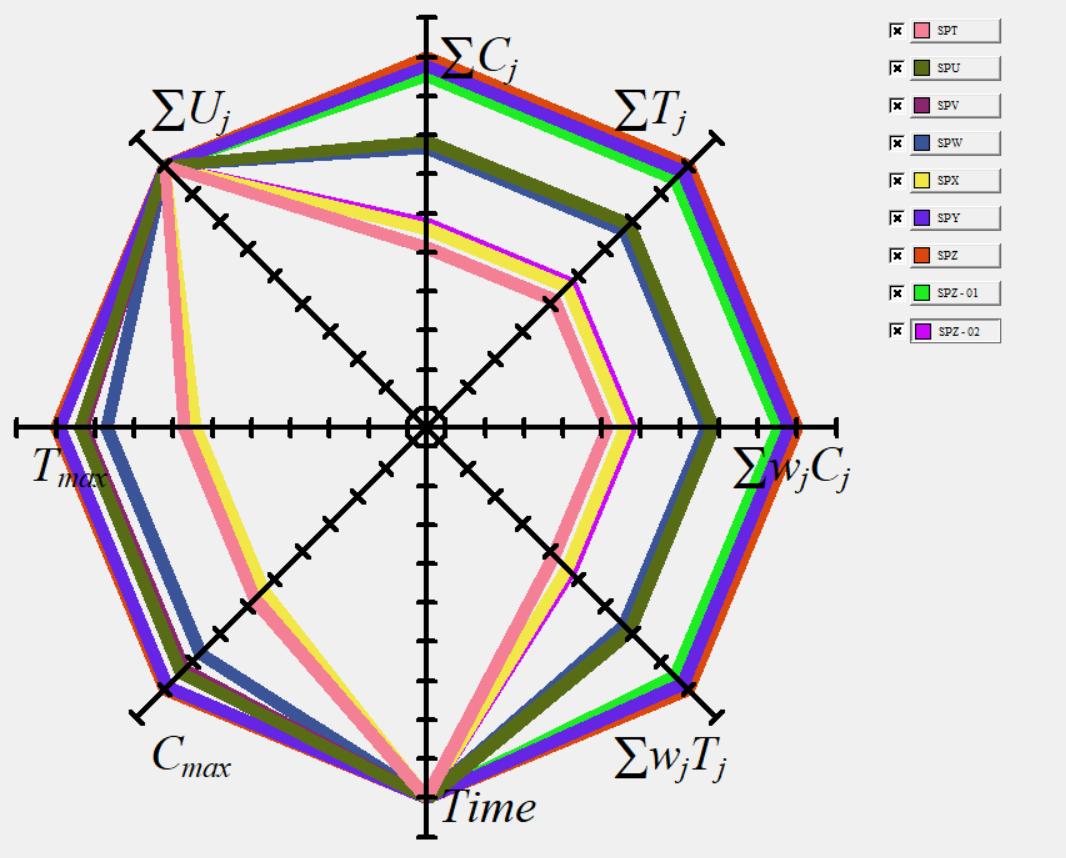 ∑Cⱼ
∑Uⱼ
∑Tⱼ
Tmax
∑wⱼCⱼ
Cmax
∑wⱼTⱼ
Time
SPT
SPU
SPV
SPW
SPX
SPY
SPZ
SPZ-01
SPZ-02